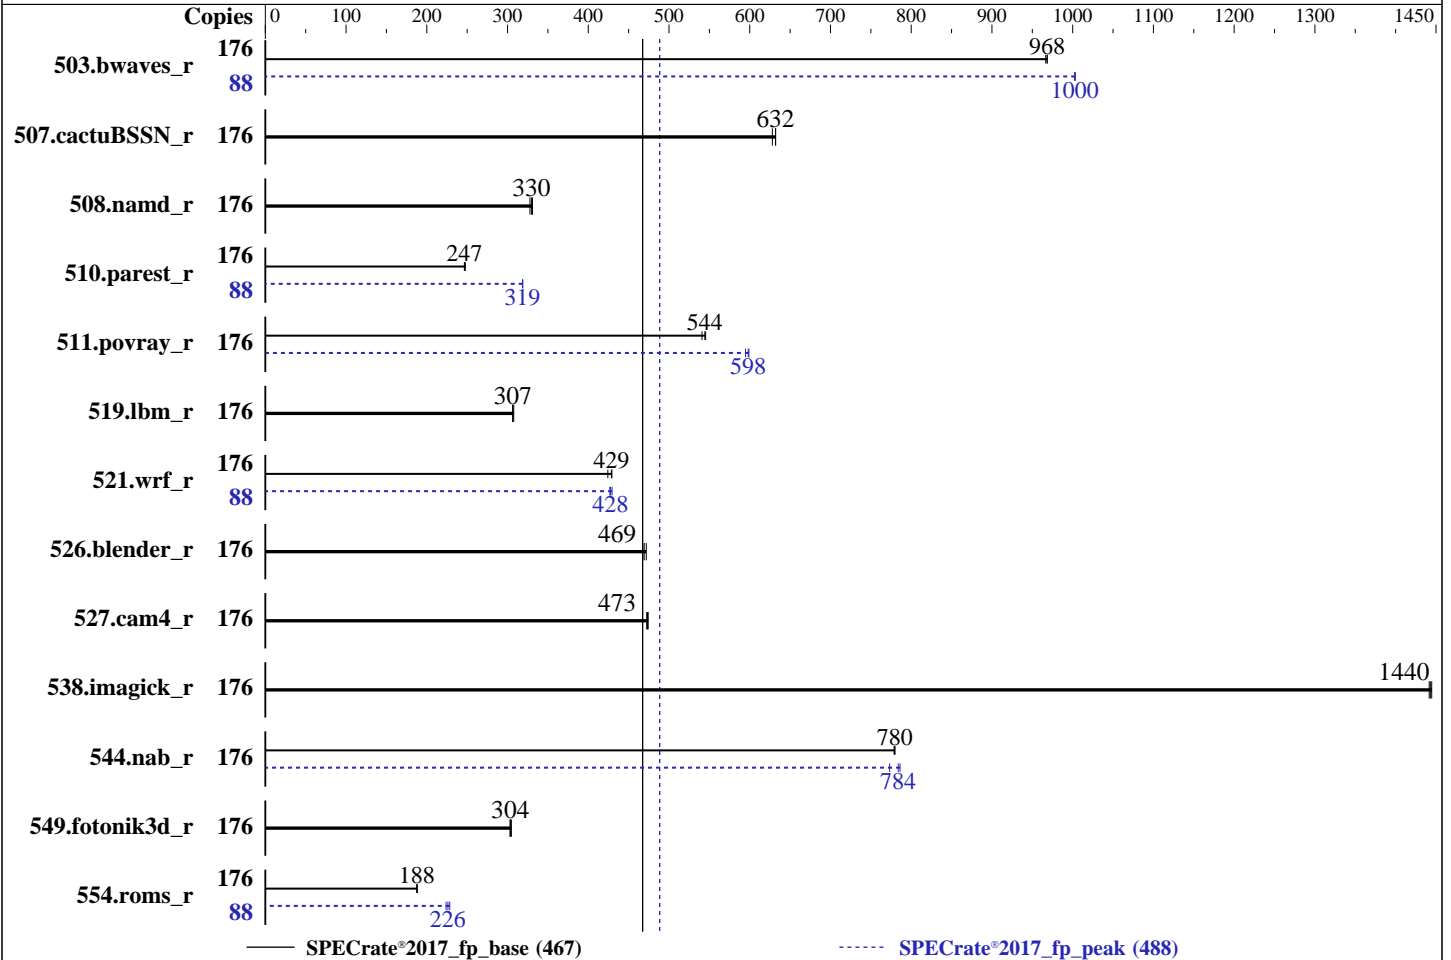 Copies 0 100 200 300 400 500 600 700 800 900 1000 1100 1200 1300 1450
503.bwaves_r 176 968
88 1000
507.cactuBSSN_r 176 632
508.namd_r 176 330
510.parest_r 176 247
88 319
511.povray_r 176 544
598
519.lbm_r 176 307
521.wrf_r 176 429
88 428
526.blender_r 176 469
527.cam4_r 176 473
538.imagick_r 176 1440
544.nab_r 176 780
784
549.fotonik3d_r 176 304
554.roms_r 176 188
88 226
SPECrate®2017_fp_base (467) SPECrate®2017_fp_peak (488)